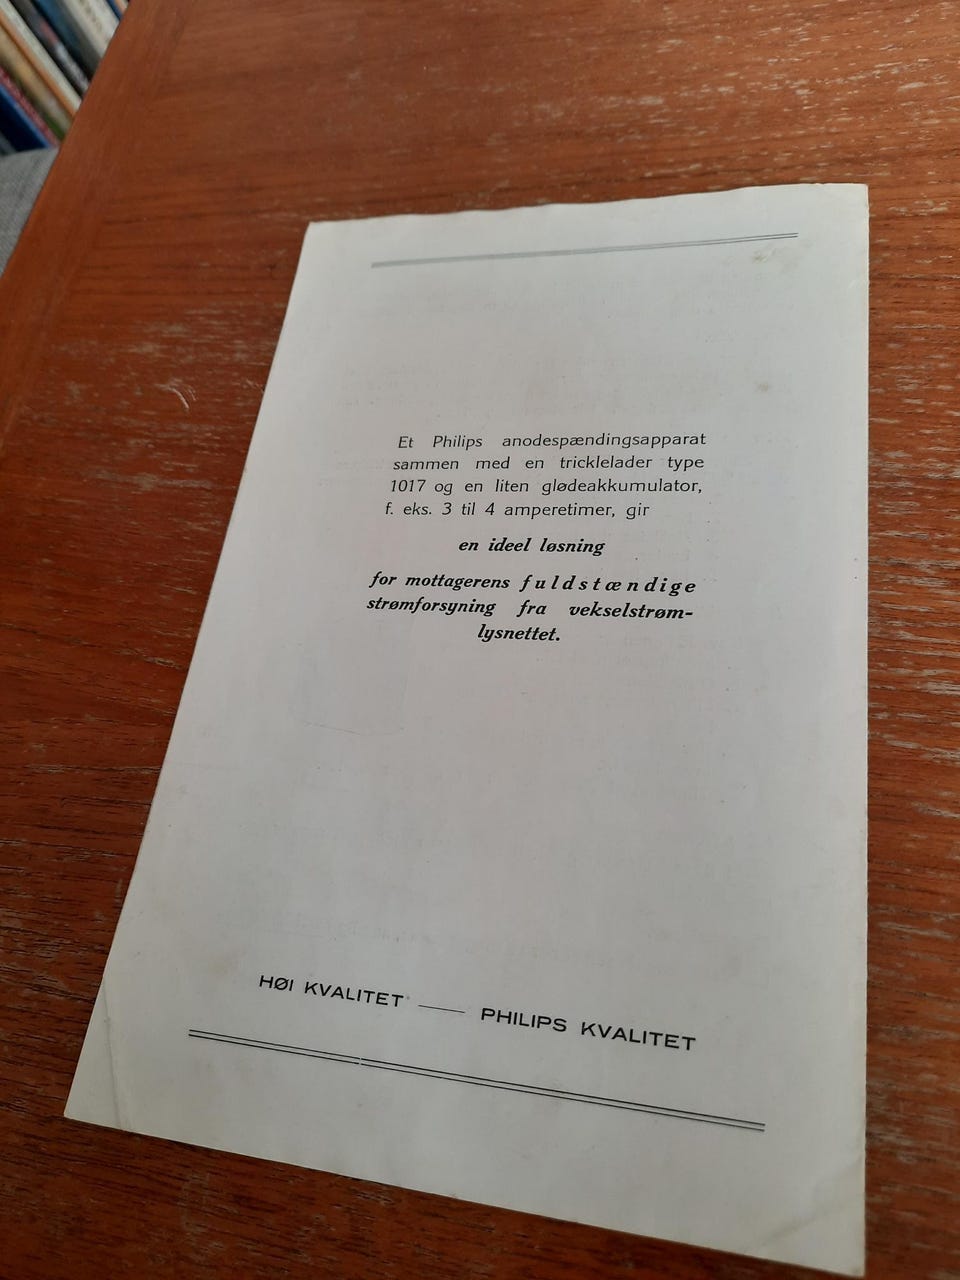 Et Philips anodespændingsapparat
sammen med en tricklelader type
1017 og en liten glødeakkumulator,
f. eks. 3 til 4 amperetimer, gir
en ideel løsning
for mottagerens fuldstændige
strømforsyning fra vekselstrøm-
lysnettet.
HØI KVALITET — PHILIPS KVALITET